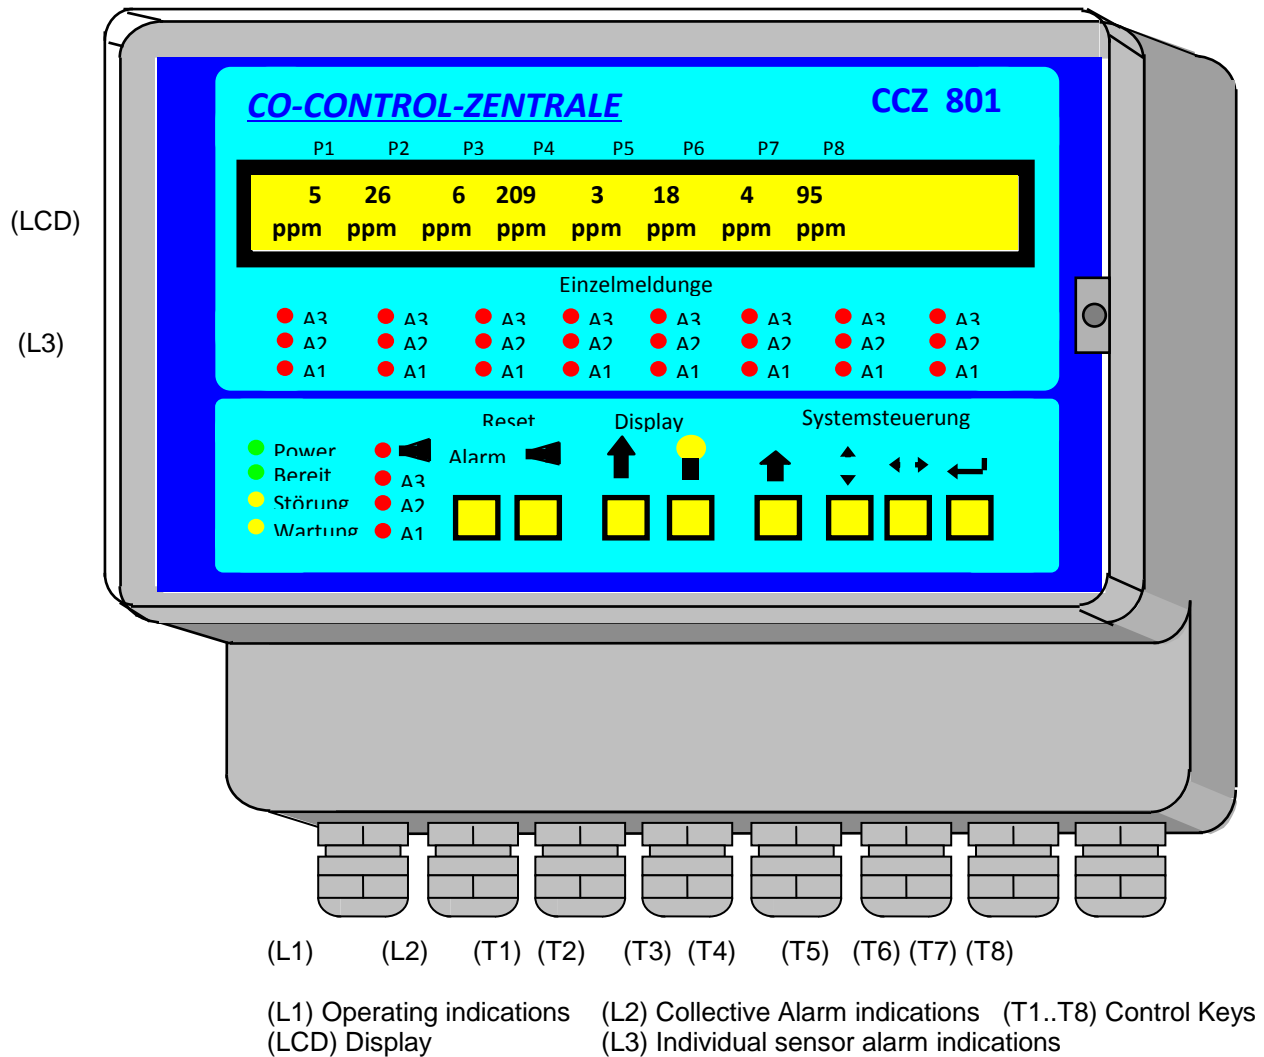 CO-CONTROL-ZENTRALE CCZ 801
P1 P2 P3 P4 P5 P6 P7 P8
5 26 6 209 3 18 4 95
ppm ppm ppm ppm ppm ppm ppm ppm
(LCD)
Einzelmeldunge
A3 A3 A3 A3 A3 A3 A3 A3
(L3)
A2 A2 A2 A2 A2 A2 A2 A2
A1 A1 A1 A1 A1 A1 A1 A1
Reset Display Systemsteuerung
Power
Alarm
Bereit A3
Störung A2
Wartung A1
(L1) (L2) (T1) (T2) (T3) (T4) (T5) (T6) (T7) (T8)
(L1) Operating indications (L2) Collective Alarm indications (T1..T8) Control Keys
(LCD) Display (L3) Individual sensor alarm indications